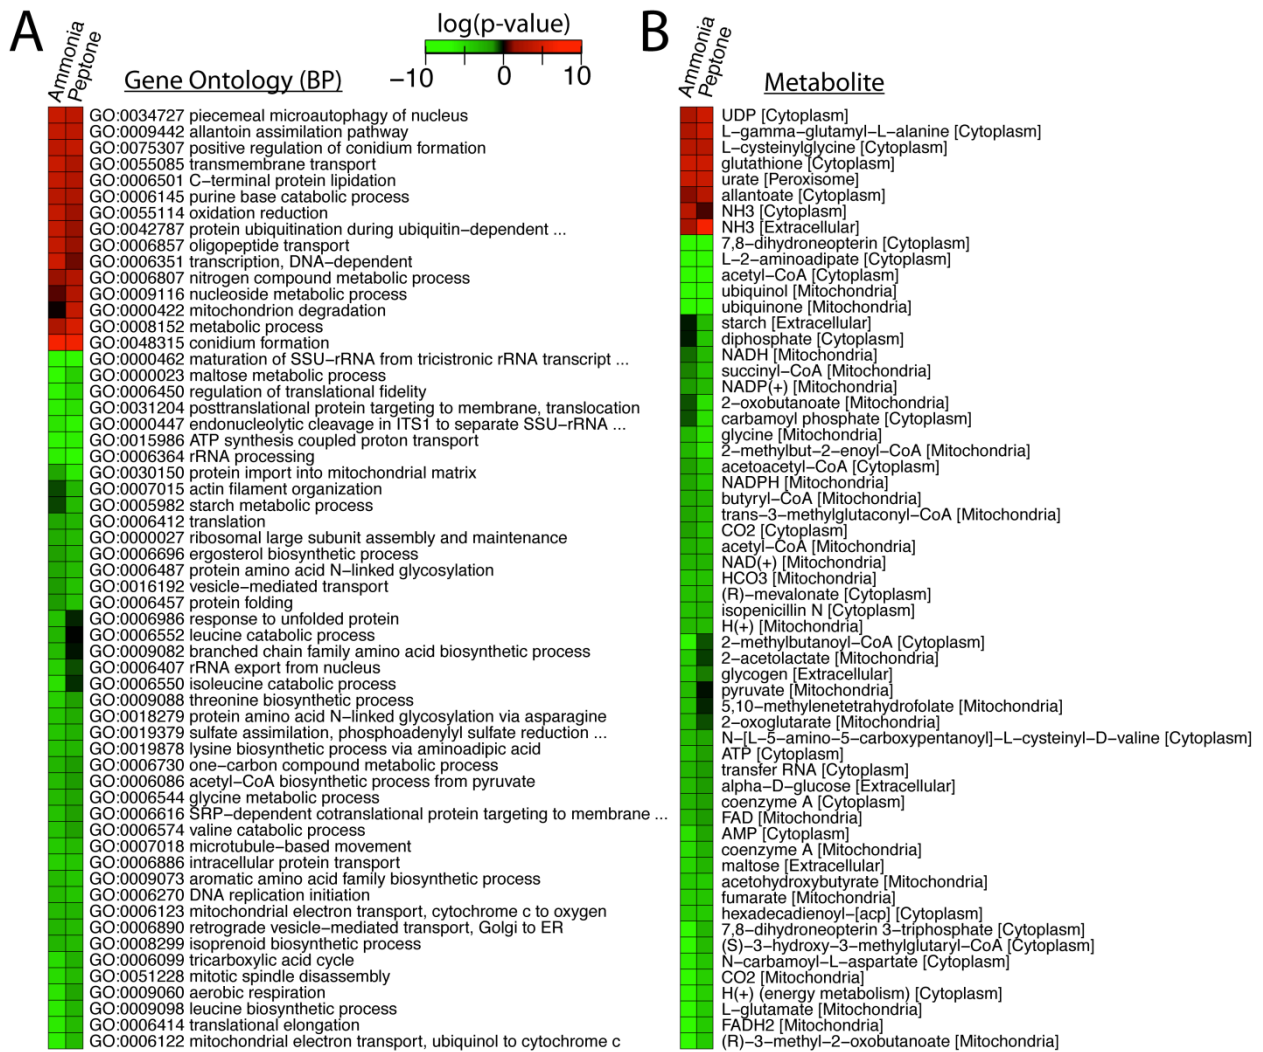 A
Ammonia
Peptone
Gene Ontology (BP)
log(p-value)
−10 0 10
GO:0034727 piecemeal microautophagy of nucleus
GO:0009442 allantoin assimilation pathway
GO:0075307 positive regulation of conidium formation
GO:0055085 transmembrane transport
GO:0006501 C−terminal protein lipidation
GO:0006145 purine base catabolic process
GO:0055114 oxidation reduction
GO:0042787 protein ubiquitination during ubiquitin−dependent ...
GO:0006857 oligopeptide transport
GO:0006351 transcription, DNA−dependent
GO:0006807 nitrogen compound metabolic process
GO:0009116 nucleoside metabolic process
GO:0000422 mitochondrion degradation
GO:0008152 metabolic process
GO:0048315 conidium formation
GO:0000462 maturation of SSU−rRNA from tricistronic rRNA transcript ...
GO:0000023 maltose metabolic process
GO:0006450 regulation of translational fidelity
GO:0031204 posttranslational protein targeting to membrane, translocation
GO:0000447 endonucleolytic cleavage in ITS1 to separate SSU−rRNA ...
GO:0015986 ATP synthesis coupled proton transport
GO:0006364 rRNA processing
GO:0030150 protein import into mitochondrial matrix
GO:0007015 actin filament organization
GO:0005982 starch metabolic process
GO:0006412 translation
GO:0000027 ribosomal large subunit assembly and maintenance
GO:0006696 ergosterol biosynthetic process
GO:0006487 protein amino acid N−linked glycosylation
GO:0016192 vesicle−mediated transport
GO:0006457 protein folding
GO:0006986 response to unfolded protein
GO:0006552 leucine catabolic process
GO:0009082 branched chain family amino acid biosynthetic process
GO:0006407 rRNA export from nucleus
GO:0006550 isoleucine catabolic process
GO:0009088 threonine biosynthetic process
GO:0018279 protein amino acid N−linked glycosylation via asparagine
GO:0019379 sulfate assimilation, phosphoadenylyl sulfate reduction ...
GO:0019878 lysine biosynthetic process via aminoadipic acid
GO:0006730 one−carbon compound metabolic process
GO:0006086 acetyl−CoA biosynthetic process from pyruvate
GO:0006544 glycine metabolic process
GO:0006616 SRP−dependent cotranslational protein targeting to membrane ...
GO:0006574 valine catabolic process
GO:0007018 microtubule−based movement
GO:0006886 intracellular protein transport
GO:0009073 aromatic amino acid family biosynthetic process
GO:0006270 DNA replication initiation
GO:0006123 mitochondrial electron transport, cytochrome c to oxygen
GO:0006890 retrograde vesicle−mediated transport, Golgi to ER
GO:0008299 isoprenoid biosynthetic process
GO:0006099 tricarboxylic acid cycle
GO:0051228 mitotic spindle disassembly
GO:0009060 aerobic respiration
GO:0009098 leucine biosynthetic process
GO:0006414 translational elongation
GO:0006122 mitochondrial electron transport, ubiquinol to cytochrome c
B
Ammonia
Peptone
Metabolite
UDP [Cytoplasm]
L−gamma−glutamyl−L−alanine [Cytoplasm]
L−cysteinylglycine [Cytoplasm]
glutathione [Cytoplasm]
urate [Peroxisome]
allantoate [Cytoplasm]
NH3 [Cytoplasm]
NH3 [Extracellular]
7,8−dihydroneopterin [Cytoplasm]
L−2−aminoadipate [Cytoplasm]
acetyl−CoA [Cytoplasm]
ubiquinol [Mitochondria]
ubiquinone [Mitochondria]
starch [Extracellular]
diphosphate [Cytoplasm]
NADH [Mitochondria]
succinyl−CoA [Mitochondria]
NADP(+) [Mitochondria]
2−oxobutanoate [Mitochondria]
carbamoyl phosphate [Cytoplasm]
glycine [Mitochondria]
2−methylbut−2−enoyl−CoA [Mitochondria]
acetoacetyl−CoA [Cytoplasm]
NADPH [Mitochondria]
butyryl−CoA [Mitochondria]
trans−3−methylglutaconyl−CoA [Mitochondria]
CO2 [Cytoplasm]
acetyl−CoA [Mitochondria]
NAD(+) [Mitochondria]
HCO3 [Mitochondria]
(R)−mevalonate [Cytoplasm]
isopenicillin N [Cytoplasm]
H(+) [Mitochondria]
2−methylbutanoyl−CoA [Cytoplasm]
2−acetolactate [Mitochondria]
glycogen [Extracellular]
pyruvate [Mitochondria]
5,10−methylenetetrahydrofolate [Mitochondria]
2−oxoglutarate [Mitochondria]
N−[L−5−amino−5−carboxypentanoyl]−L−cysteinyl−D−valine [Cytoplasm]
ATP [Cytoplasm]
transfer RNA [Cytoplasm]
alpha−D−glucose [Extracellular]
coenzyme A [Cytoplasm]
FAD [Mitochondria]
AMP [Cytoplasm]
coenzyme A [Mitochondria]
maltose [Extracellular]
acetohydroxybutyrate [Mitochondria]
fumarate [Mitochondria]
hexadecadienoyl−[acp] [Cytoplasm]
7,8−dihydroneopterin 3−triphosphate [Cytoplasm]
(S)−3−hydroxy−3−methylglutaryl−CoA [Cytoplasm]
N−carbamoyl−L−aspartate [Cytoplasm]
CO2 [Mitochondria]
H(+) (energy metabolism) [Cytoplasm]
L−glutamate [Mitochondria]
FADH2 [Mitochondria]
(R)−3−methyl−2−oxobutanoate [Mitochondria]